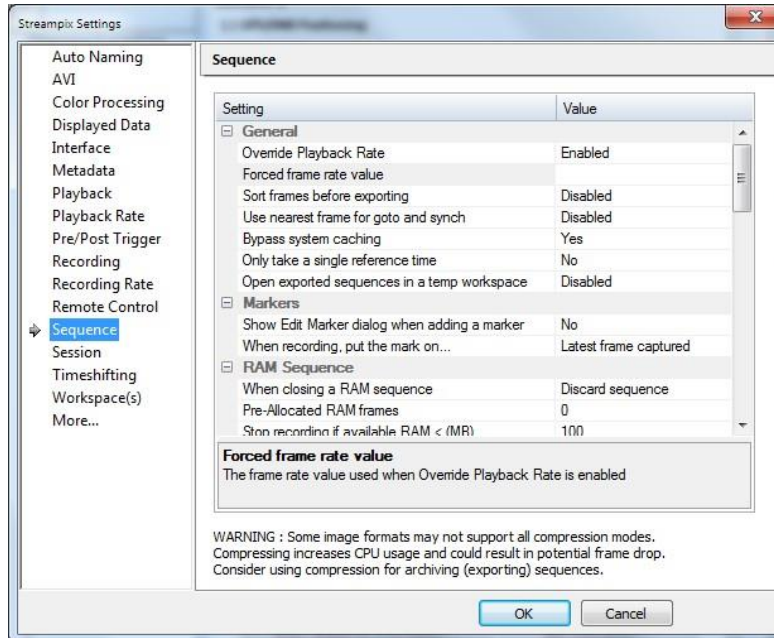 Streampix Settings
Auto Naming
AVI
Color Processing
Displayed Data
Interface
Metadata
Playback
Playback Rate
Pre/Post Trigger
Recording
Recording Rate
Remote Control
Sequence
Session
Timeshifting
Workspace(s)
More...
Sequence
Setting Value
General
Override Playback Rate Enabled
Forced frame rate value
Sort frames before exporting Disabled
Use nearest frame for goto and synch Disabled
Bypass system caching Yes
Only take a single reference time No
Open exported sequences in a temp workspace Disabled
Markers
Show Edit Marker dialog when adding a marker No
When recording, put the mark on... Latest frame captured
RAM Sequence
When closing a RAM sequence Discard sequence
Pre-Allocated RAM frames 0
Stop recording if available RAM < (MB) 100
Forced frame rate value
The frame rate value used when Override Playback Rate is enabled
WARNING : Some image formats may not support all compression modes.
Compressing increases CPU usage and could result in potential frame drop.
Consider using compression for archiving (exporting) sequences.
OK Cancel